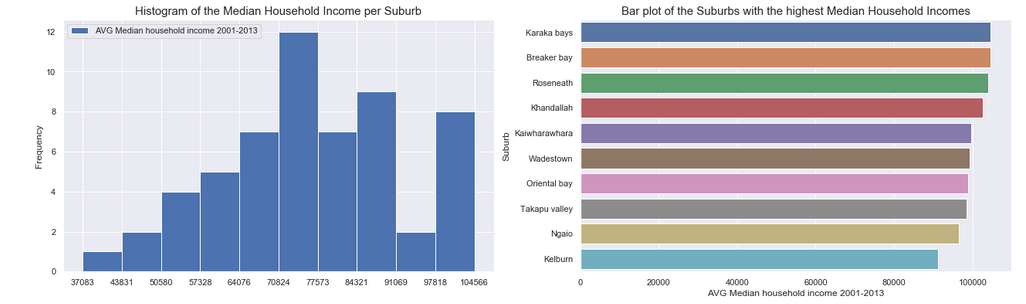 Histogram of the Median Household Income per Suburb
AVG Median household income 2001-2013
Frequency
12
10
8
6
4
2
0
37083 43831 50580 57328 64076 70824 77573 84321 91069 97818 104566
Bar plot of the Suburbs with the highest Median Household Incomes
Suburb
Karaka bays
Breaker bay
Roseneath
Khandallah
Kaiwharawhara
Wadestown
Oriental bay
Takapu valley
Ngaio
Kelburn
0 20000 40000 60000 80000 100000
AVG Median household income 2001-2013